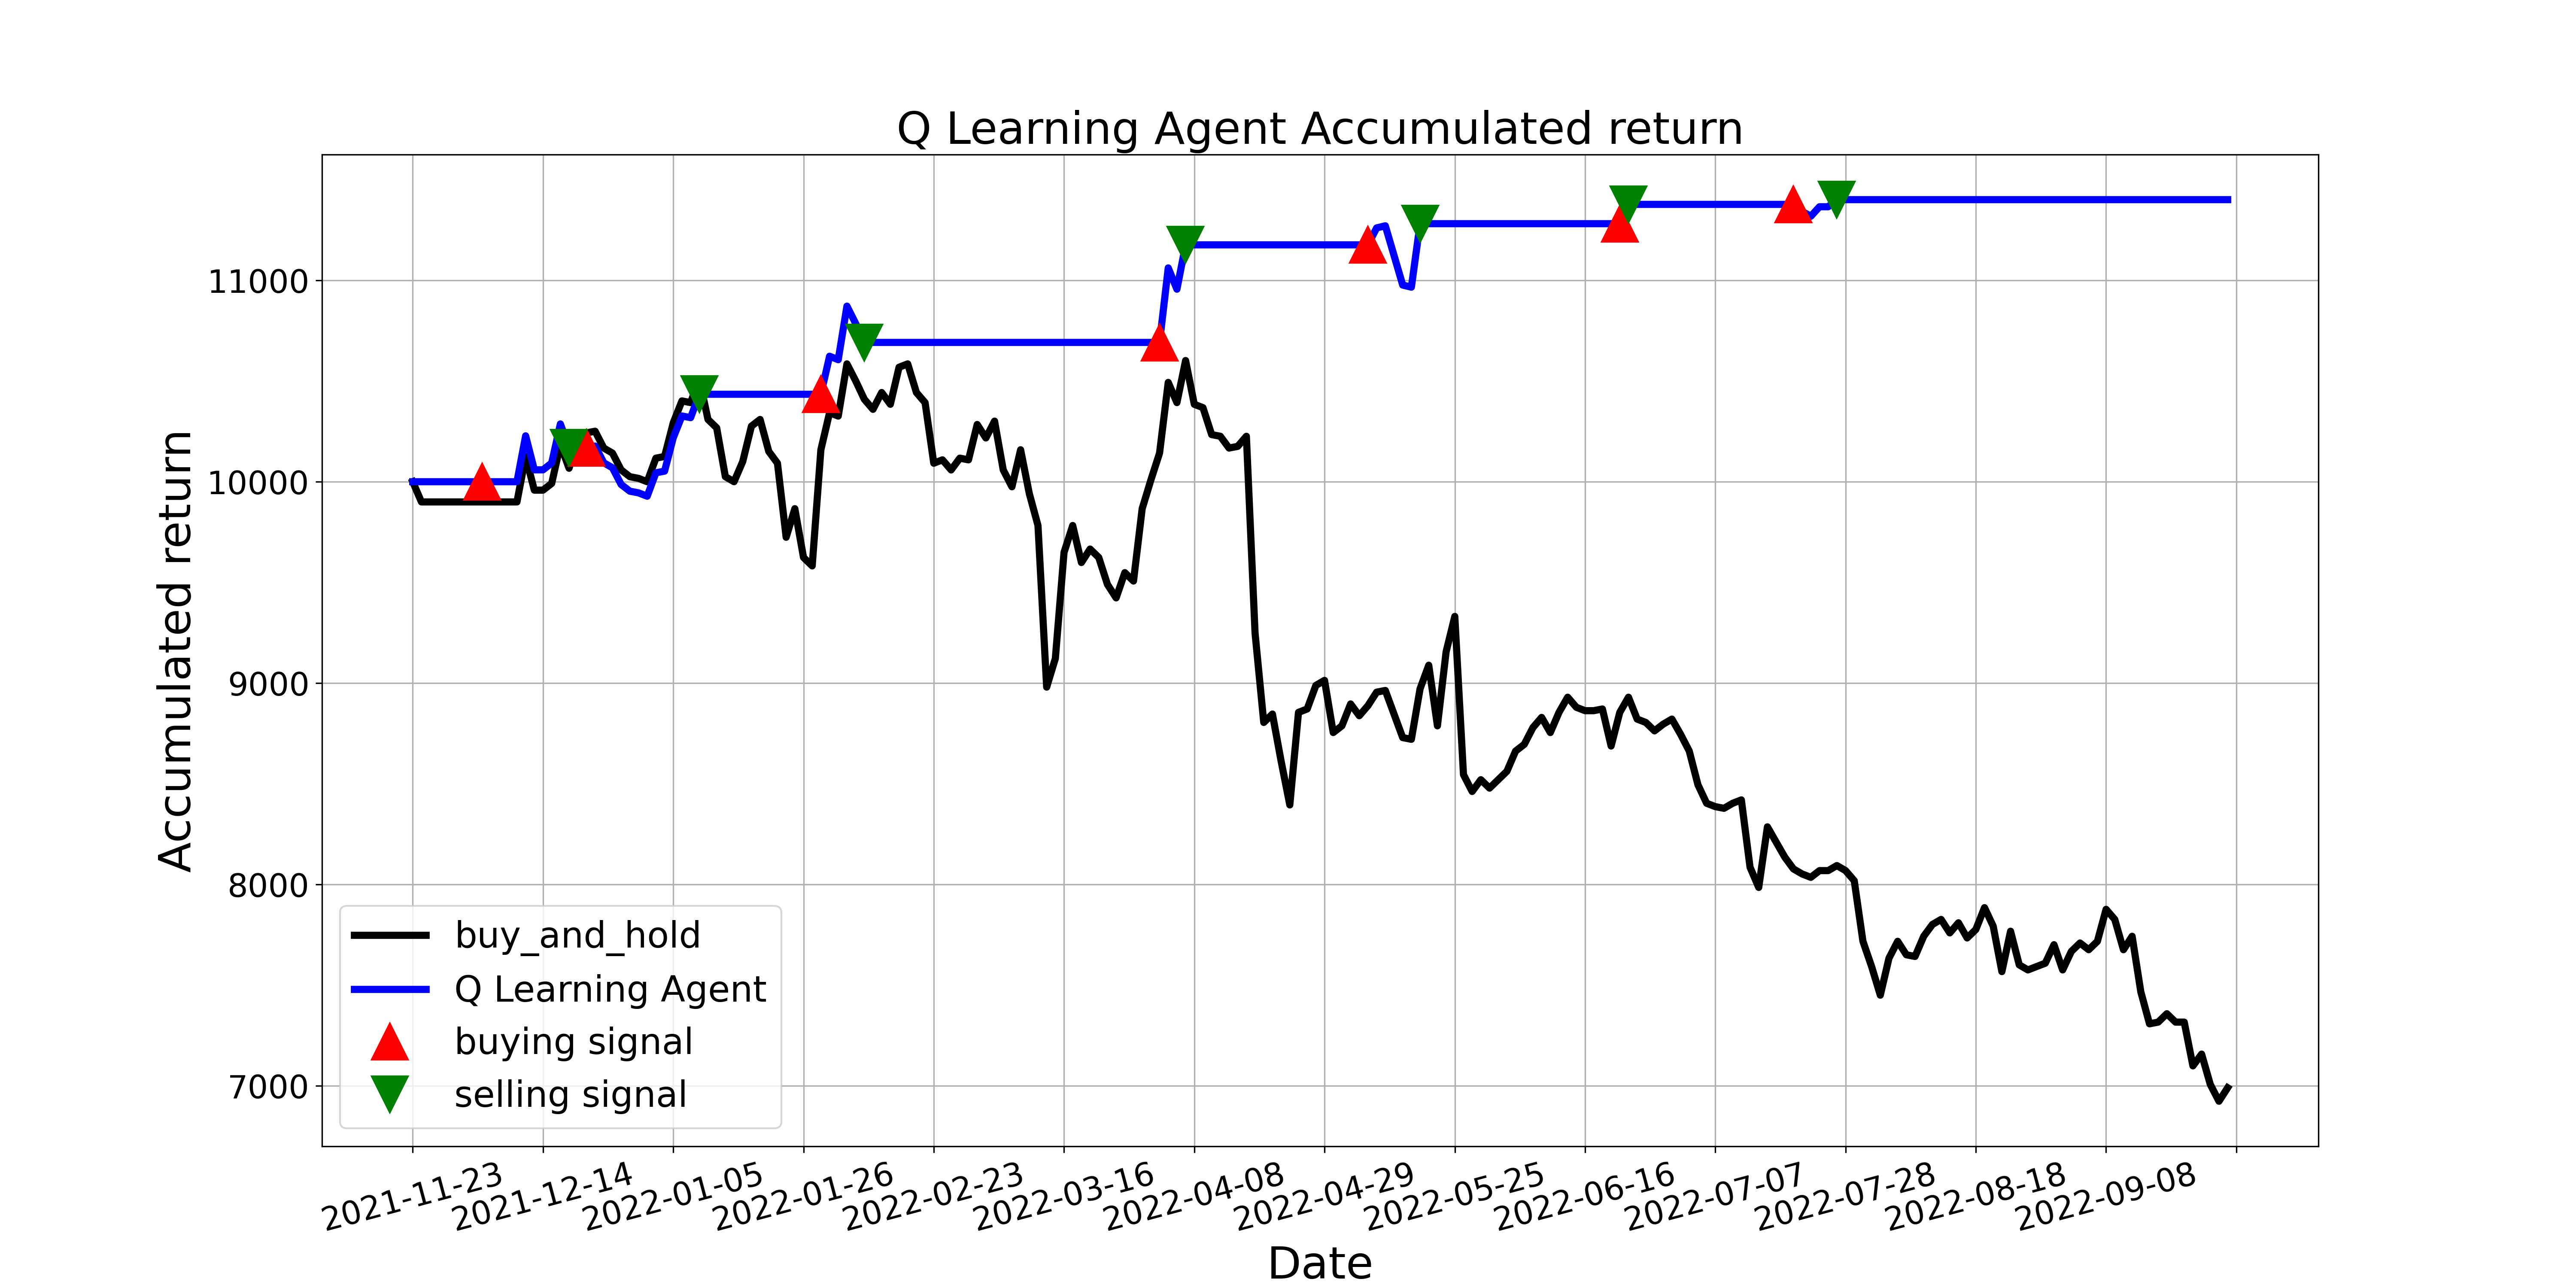 Q Learning Agent Accumulated return
Accumulated return
11000
10000
9000
8000
7000
buy_and_hold
Q Learning Agent
buying signal
selling signal
2021-11-23
2021-12-14
2022-01-05
2022-01-26
2022-02-23
2022-03-16
2022-04-08
2022-04-29
2022-05-25
2022-06-16
2022-07-07
2022-07-28
2022-08-18
2022-09-08
Date